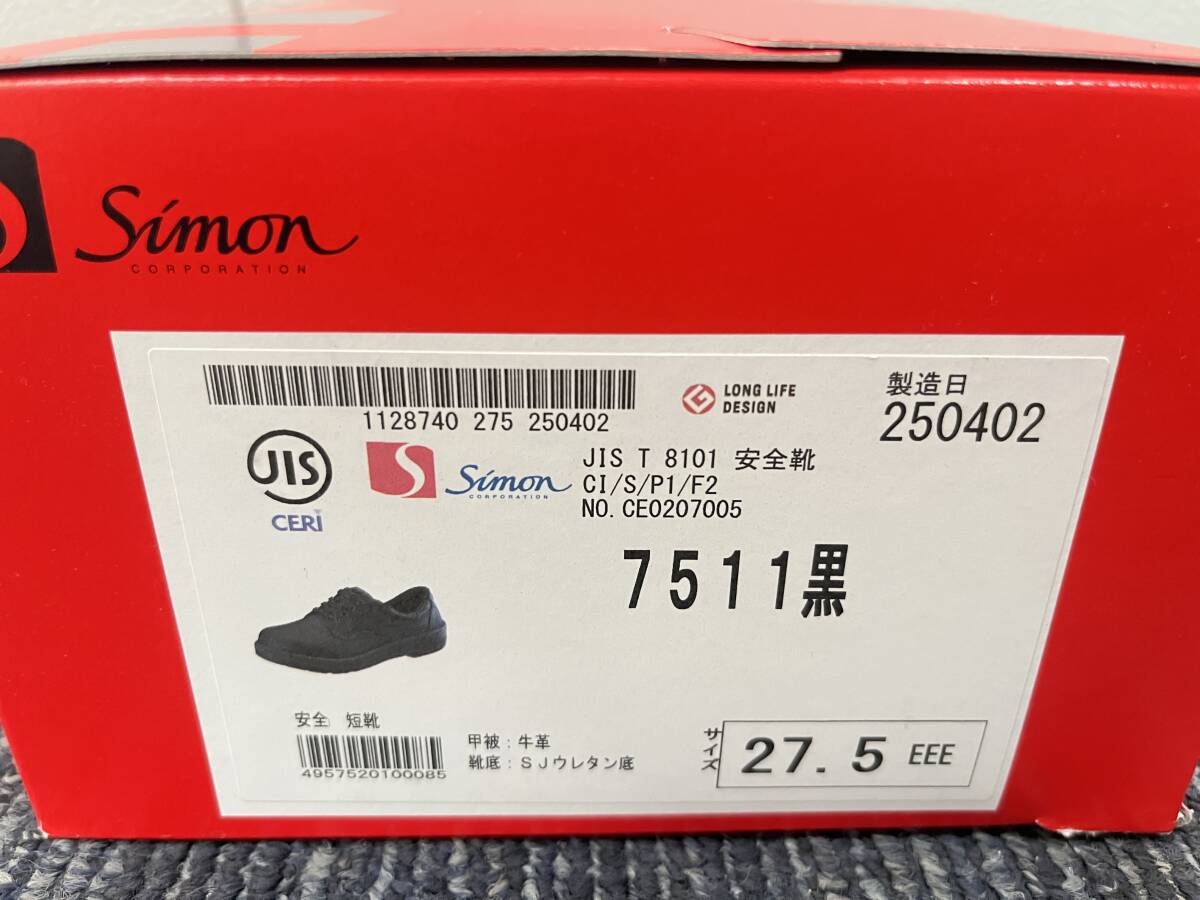 Simon
CORPORATION
1128740 275 250402
LONG LIFE
DESIGN
製造日
250402
JIS
CERI
Simon
CORPORATION
JIS T 8101 安全靴
CI/S/P1/F2
NO.CE0207005
7511黒
安全 短靴
4957520100085
甲被:牛革
靴底:SJウレタン底
サイズ
27.5 EEE